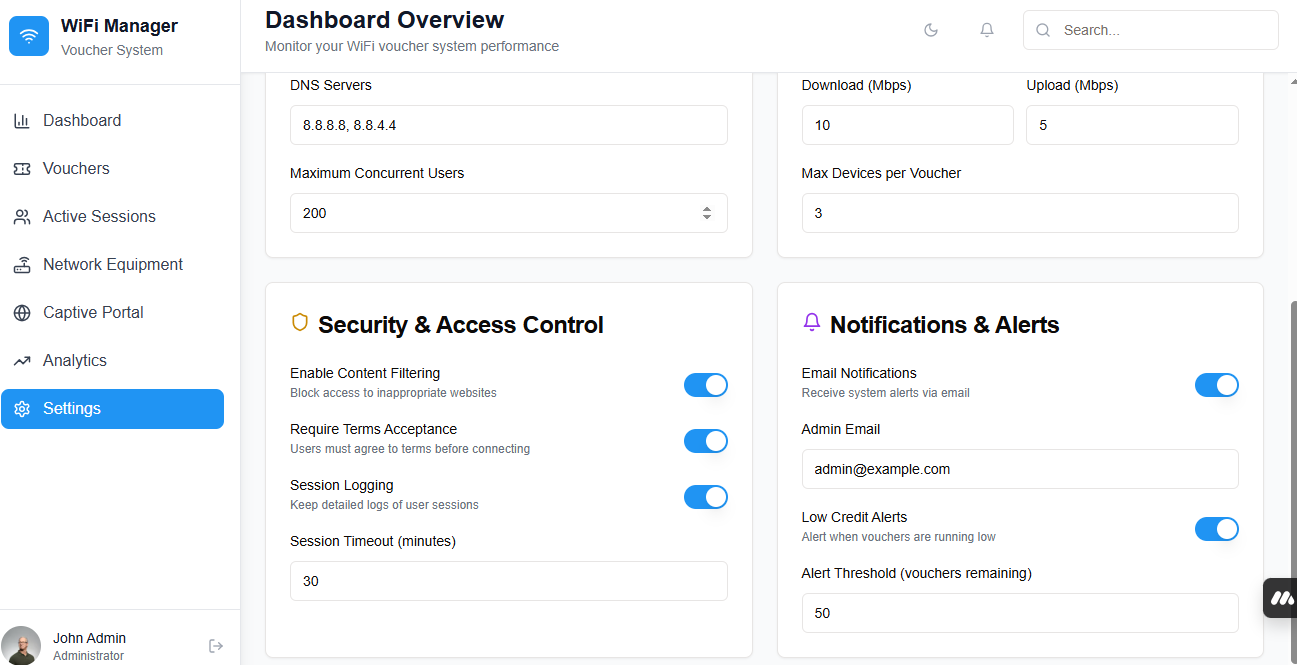 WiFi Manager
Voucher System
Dashboard
Vouchers
Active Sessions
Network Equipment
Captive Portal
Analytics
Settings
John Admin
Administrator
Dashboard Overview
Monitor your WiFi voucher system performance
Search...
DNS Servers
8.8.8.8, 8.8.4.4
Maximum Concurrent Users
200
Download (Mbps) Upload (Mbps)
10 5
Max Devices per Voucher
3
Security & Access Control
Enable Content Filtering
Block access to inappropriate websites
Require Terms Acceptance
Users must agree to terms before connecting
Session Logging
Keep detailed logs of user sessions
Session Timeout (minutes)
30
Notifications & Alerts
Email Notifications
Receive system alerts via email
Admin Email
admin@example.com
Low Credit Alerts
Alert when vouchers are running low
Alert Threshold (vouchers remaining)
50